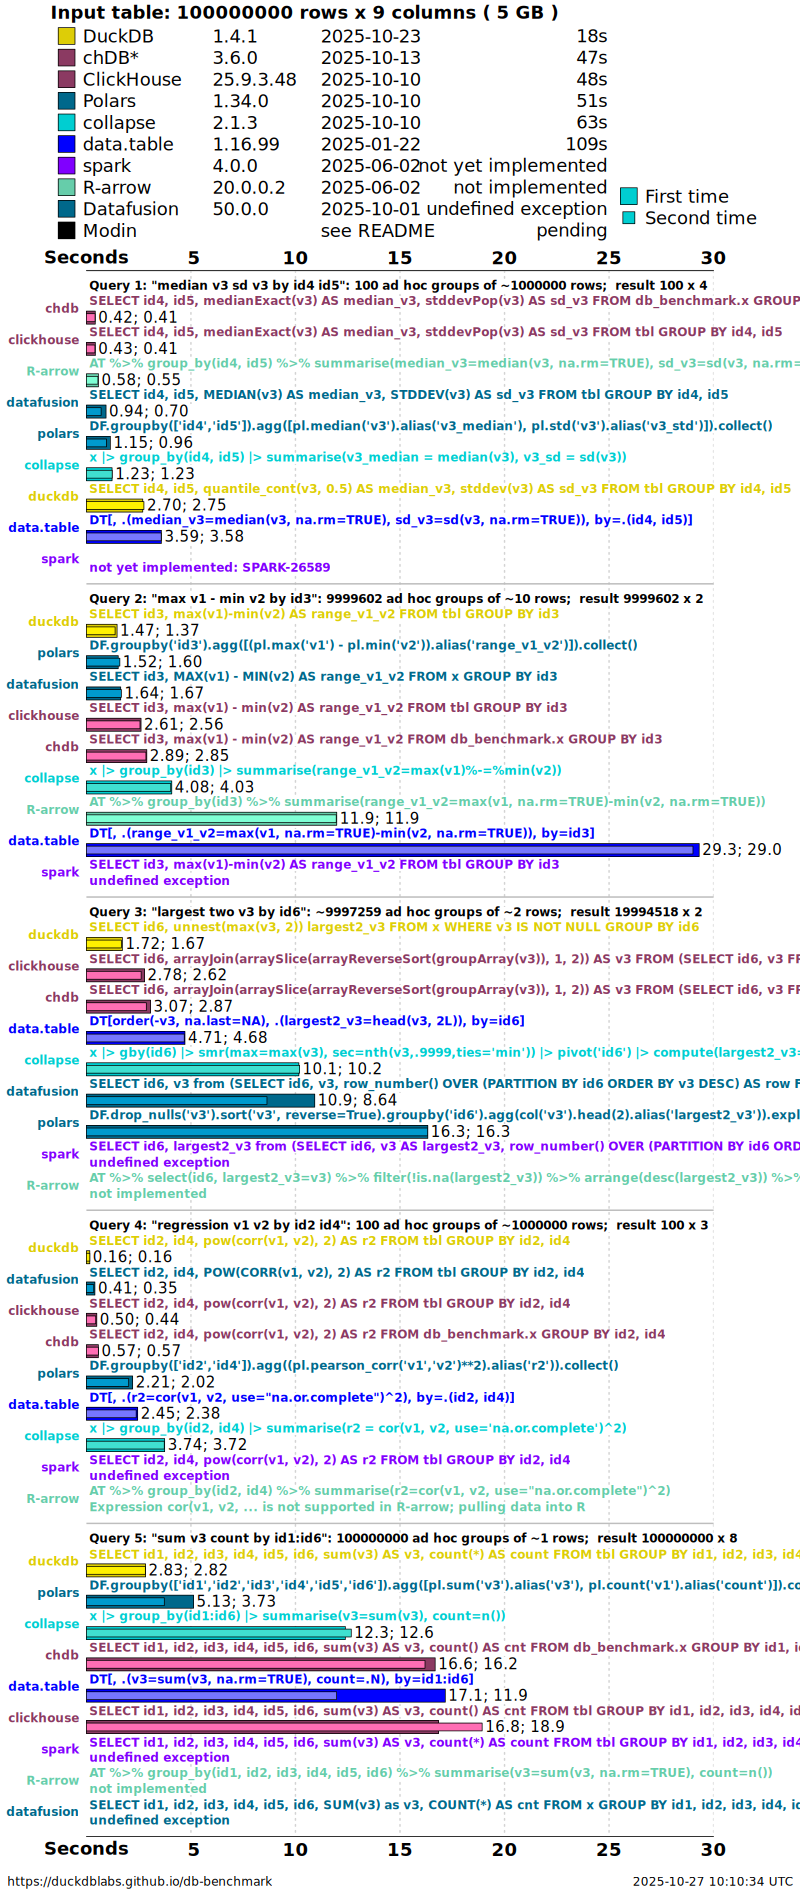 Input table: 100000000 rows x 9 columns ( 5 GB )
DuckDB 1.4.1 2025-10-23 18s
chDB* 3.6.0 2025-10-13 47s
ClickHouse 25.9.3.48 2025-10-10 48s
Polars 1.34.0 2025-10-10 51s
collapse 2.1.3 2025-10-10 63s
data.table 1.16.99 2025-01-22 109s
spark 4.0.0 2025-06-02 not yet implemented
R-arrow 20.0.0.2 2025-06-02 not implemented
Datafusion 50.0.0 2025-10-01 undefined exception
Modin see README pending
First time
Second time
Seconds 5 10 15 20 25 30
Query 1: "median v3 sd v3 by id4 id5": 100 ad hoc groups of ~1000000 rows; result 100 x 4
SELECT id4, id5, medianExact(v3) AS median_v3, stddevPop(v3) AS sd_v3 FROM db_benchmark.x GROUP
chdb 0.42; 0.41
SELECT id4, id5, medianExact(v3) AS median_v3, stddevPop(v3) AS sd_v3 FROM tbl GROUP BY id4, id5
clickhouse 0.43; 0.41
AT %>% group_by(id4, id5) %>% summarise(median_v3=median(v3, na.rm=TRUE), sd_v3=sd(v3, na.rm=
R-arrow 0.58; 0.55
SELECT id4, id5, MEDIAN(v3) AS median_v3, STDDEV(v3) AS sd_v3 FROM tbl GROUP BY id4, id5
datafusion 0.94; 0.70
DF.groupby(['id4','id5']).agg([pl.median('v3').alias('v3_median'), pl.std('v3').alias('v3_std')]).collect()
polars 1.15; 0.96
x |> group_by(id4, id5) |> summarise(v3_median = median(v3), v3_sd = sd(v3))
collapse 1.23; 1.23
SELECT id4, id5, quantile_cont(v3, 0.5) AS median_v3, stddev(v3) AS sd_v3 FROM tbl GROUP BY id4, id5
duckdb 2.70; 2.75
DT[, .(median_v3=median(v3, na.rm=TRUE), sd_v3=sd(v3, na.rm=TRUE)), by=.(id4, id5)]
data.table 3.59; 3.58
spark
not yet implemented: SPARK-26589
Query 2: "max v1 - min v2 by id3": 9999602 ad hoc groups of ~10 rows; result 9999602 x 2
SELECT id3, max(v1)-min(v2) AS range_v1_v2 FROM tbl GROUP BY id3
duckdb 1.47; 1.37
DF.groupby('id3').agg([(pl.max('v1') - pl.min('v2')).alias('range_v1_v2')]).collect()
polars 1.52; 1.60
SELECT id3, MAX(v1) - MIN(v2) AS range_v1_v2 FROM x GROUP BY id3
datafusion 1.64; 1.67
SELECT id3, max(v1) - min(v2) AS range_v1_v2 FROM tbl GROUP BY id3
clickhouse 2.61; 2.56
SELECT id3, max(v1) - min(v2) AS range_v1_v2 FROM db_benchmark.x GROUP BY id3
chdb 2.89; 2.85
x |> group_by(id3) |> summarise(range_v1_v2=max(v1)%-=%min(v2))
collapse 4.08; 4.03
AT %>% group_by(id3) %>% summarise(range_v1_v2=max(v1, na.rm=TRUE)-min(v2, na.rm=TRUE))
R-arrow 11.9; 11.9
DT[, .(range_v1_v2=max(v1, na.rm=TRUE)-min(v2, na.rm=TRUE)), by=id3]
data.table 29.3; 29.0
SELECT id3, max(v1)-min(v2) AS range_v1_v2 FROM tbl GROUP BY id3
spark
undefined exception
Query 3: "largest two v3 by id6": ~9997259 ad hoc groups of ~2 rows; result 19994518 x 2
SELECT id6, unnest(max(v3, 2)) largest2_v3 FROM x WHERE v3 IS NOT NULL GROUP BY id6
duckdb 1.72; 1.67
SELECT id6, arrayJoin(arraySlice(arrayReverseSort(groupArray(v3)), 1, 2)) AS v3 FROM (SELECT id6, v3 FR
clickhouse 2.78; 2.62
SELECT id6, arrayJoin(arraySlice(arrayReverseSort(groupArray(v3)), 1, 2)) AS v3 FROM (SELECT id6, v3 FR
chdb 3.07; 2.87
DT[order(-v3, na.last=NA), .(largest2_v3=head(v3, 2L)), by=id6]
data.table 4.71; 4.68
x |> gby(id6) |> smr(max=max(v3), sec=nth(v3,.9999,ties='min')) |> pivot('id6') |> compute(largest2_v3=
collapse 10.1; 10.2
SELECT id6, v3 from (SELECT id6, v3, row_number() OVER (PARTITION BY id6 ORDER BY v3 DESC) AS row F
datafusion 10.9; 8.64
DF.drop_nulls('v3').sort('v3', reverse=True).groupby('id6').agg(col('v3').head(2).alias('largest2_v3')).expl
polars 16.3; 16.3
SELECT id6, largest2_v3 from (SELECT id6, v3 AS largest2_v3, row_number() OVER (PARTITION BY id6 ORD
spark
undefined exception
AT %>% select(id6, largest2_v3=v3) %>% filter(!is.na(largest2_v3)) %>% arrange(desc(largest2_v3)) %>%
R-arrow
not implemented
Query 4: "regression v1 v2 by id2 id4": 100 ad hoc groups of ~1000000 rows; result 100 x 3
SELECT id2, id4, pow(corr(v1, v2), 2) AS r2 FROM tbl GROUP BY id2, id4
duckdb 0.16; 0.16
SELECT id2, id4, POW(CORR(v1, v2), 2) AS r2 FROM tbl GROUP BY id2, id4
datafusion 0.41; 0.35
SELECT id2, id4, pow(corr(v1, v2), 2) AS r2 FROM tbl GROUP BY id2, id4
clickhouse 0.50; 0.44
SELECT id2, id4, pow(corr(v1, v2), 2) AS r2 FROM db_benchmark.x GROUP BY id2, id4
chdb 0.57; 0.57
DF.groupby(['id2','id4']).agg((pl.pearson_corr('v1','v2')**2).alias('r2')).collect()
polars 2.21; 2.02
DT[, .(r2=cor(v1, v2, use="na.or.complete")^2), by=.(id2, id4)]
data.table 2.45; 2.38
x |> group_by(id2, id4) |> summarise(r2 = cor(v1, v2, use='na.or.complete')^2)
collapse 3.74; 3.72
SELECT id2, id4, pow(corr(v1, v2), 2) AS r2 FROM tbl GROUP BY id2, id4
spark
undefined exception
AT %>% group_by(id2, id4) %>% summarise(r2=cor(v1, v2, use="na.or.complete")^2)
R-arrow
Expression cor(v1, v2, ... is not supported in R-arrow; pulling data into R
Query 5: "sum v3 count by id1:id6": 100000000 ad hoc groups of ~1 rows; result 100000000 x 8
SELECT id1, id2, id3, id4, id5, id6, sum(v3) AS v3, count(*) AS count FROM tbl GROUP BY id1, id2, id3, id4
duckdb 2.83; 2.82
DF.groupby(['id1','id2','id3','id4','id5','id6']).agg([pl.sum('v3').alias('v3'), pl.count('v1').alias('count')]).co
polars 5.13; 3.73
x |> group_by(id1:id6) |> summarise(v3=sum(v3), count=n())
collapse 12.3; 12.6
SELECT id1, id2, id3, id4, id5, id6, sum(v3) AS v3, count() AS cnt FROM db_benchmark.x GROUP BY id1, i
chdb 16.6; 16.2
DT[, .(v3=sum(v3, na.rm=TRUE), count=.N), by=id1:id6]
data.table 17.1; 11.9
SELECT id1, id2, id3, id4, id5, id6, sum(v3) AS v3, count() AS cnt FROM tbl GROUP BY id1, id2, id3, id4, id
clickhouse 16.8; 18.9
SELECT id1, id2, id3, id4, id5, id6, sum(v3) AS v3, count(*) AS count FROM tbl GROUP BY id1, id2, id3, id4
spark
undefined exception
AT %>% group_by(id1, id2, id3, id4, id5, id6) %>% summarise(v3=sum(v3, na.rm=TRUE), count=n())
R-arrow
not implemented
SELECT id1, id2, id3, id4, id5, id6, SUM(v3) as v3, COUNT(*) AS cnt FROM x GROUP BY id1, id2, id3, id4, id
datafusion
undefined exception
Seconds 5 10 15 20 25 30
https://duckdblabs.github.io/db-benchmark 2025-10-27 10:10:34 UTC